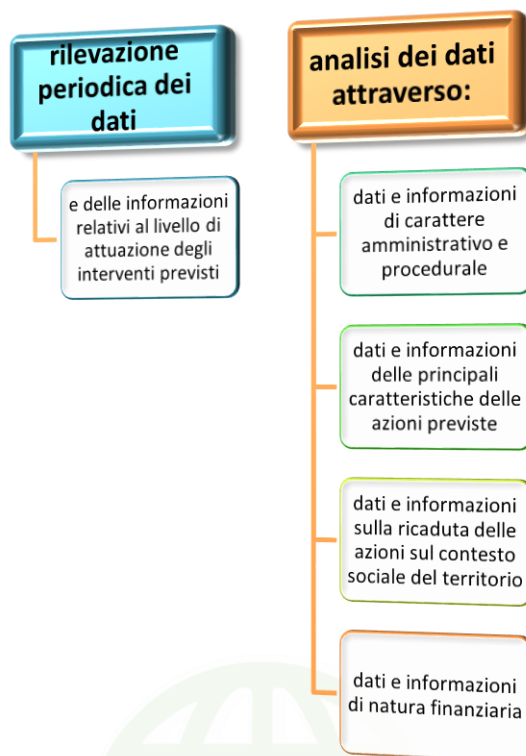 rilevazione
periodica dei
dati
e delle informazioni
relativi al livello di
attuazione degli
interventi previsti
analisi dei dati
attraverso:
dati e informazioni
di carattere
amministrativo e
procedurale
dati e informazioni
delle principali
caratteristiche delle
azioni previste
dati e informazioni
sulla ricaduta delle
azioni sul contesto
sociale del territorio
dati e informazioni
di natura finanziaria